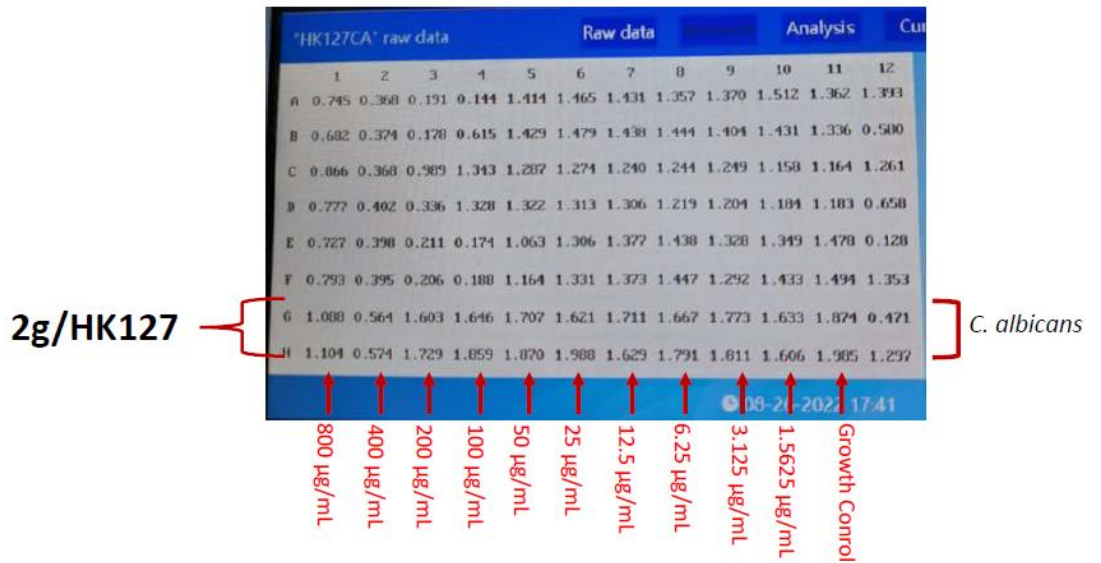 "HK127CA" raw data Raw data Analysis Cur
1 2 3 4 5 6 7 8 9 10 11 12
A 0.745 0.368 0.191 0.144 1.414 1.465 1.431 1.357 1.370 1.512 1.362 1.393
B 0.682 0.374 0.178 0.615 1.429 1.479 1.438 1.444 1.404 1.431 1.336 0.580
C 0.866 0.368 0.989 1.343 1.287 1.274 1.240 1.244 1.249 1.158 1.164 1.261
D 0.777 0.402 0.336 1.328 1.322 1.313 1.306 1.219 1.204 1.184 1.183 0.658
E 0.727 0.398 0.211 0.174 1.063 1.306 1.377 1.438 1.328 1.349 1.478 0.128
F 0.793 0.395 0.206 0.188 1.164 1.331 1.373 1.447 1.292 1.433 1.494 1.353
2g/HK127
G 1.088 0.564 1.603 1.646 1.707 1.621 1.711 1.667 1.773 1.633 1.874 0.471
C. albicans
H 1.104 0.574 1.729 1.859 1.870 1.988 1.629 1.791 1.811 1.606 1.985 1.297
08-26-2022 17:41
800 µg/mL
400 µg/mL
200 µg/mL
100 µg/mL
50 µg/mL
25 µg/mL
12.5 µg/mL
6.25 µg/mL
3.125 µg/mL
1.5625 µg/mL
Growth Conrol